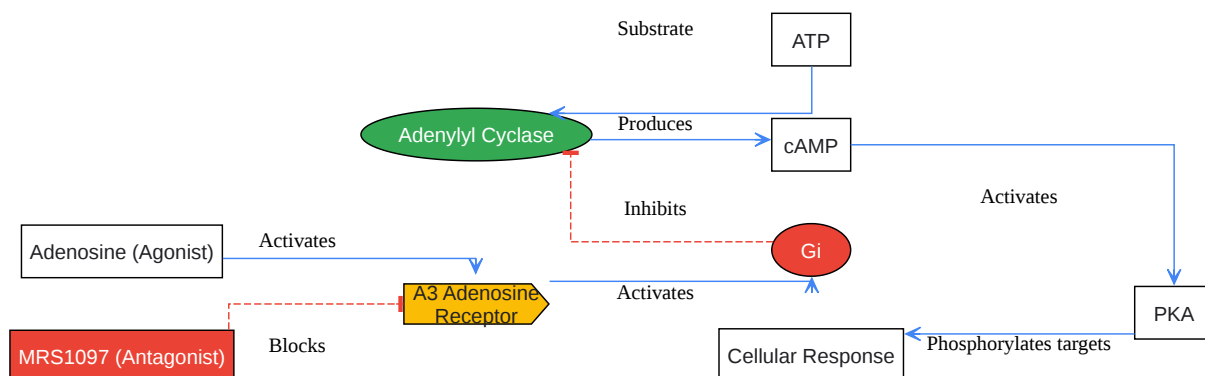 Substrate
ATP
Adenylyl Cyclase
Produces
cAMP
Activates
Inhibits
Adenosine (Agonist)
Activates
Gi
A3 Adenosine
Receptor
Activates
PKA
MRS1097 (Antagonist)
Blocks
Cellular Response
Phosphorylates targets